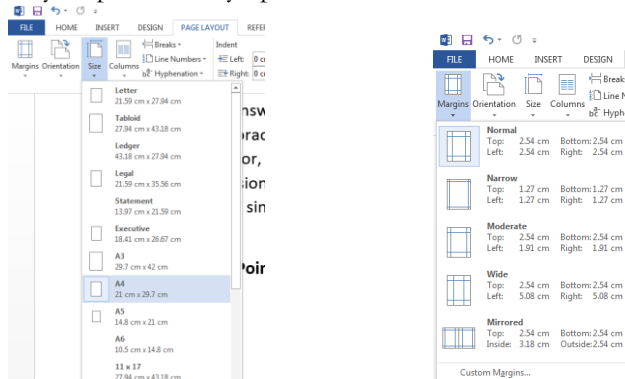 FILE HOME INSERT DESIGN PAGE LAYOUT
Margins Orientation Size Columns
Breaks
Line Numbers
Hyphenation
Indent
Left: 0
Right: 0
Letter
21.59 cm x 27.94 cm
Tabloid
27.94 cm x 43.18 cm
Ledger
43.18 cm x 27.94 cm
Legal
21.59 cm x 35.56 cm
Statement
13.97 cm x 21.59 cm
Executive
18.41 cm x 26.67 cm
A3
29.7 cm x 42 cm
A4
21 cm x 29.7 cm
A5
14.8 cm x 21 cm
A6
10.5 cm x 14.8 cm
11 x 17
27.94 cm x 43.18 cm
FILE HOME INSERT DESIGN
Margins Orientation Size Columns
Break
Line N
Hyph
Normal
Top: 2.54 cm Bottom: 2.54 cm
Left: 2.54 cm Right: 2.54 cm
Narrow
Top: 1.27 cm Bottom: 1.27 cm
Left: 1.27 cm Right: 1.27 cm
Moderate
Top: 2.54 cm Bottom: 2.54 cm
Left: 1.91 cm Right: 1.91 cm
Wide
Top: 2.54 cm Bottom: 2.54 cm
Left: 5.08 cm Right: 5.08 cm
Mirrored
Top: 2.54 cm Bottom: 2.54 cm
Inside: 3.18 cm Outside: 2.54 cm
Custom Margins...